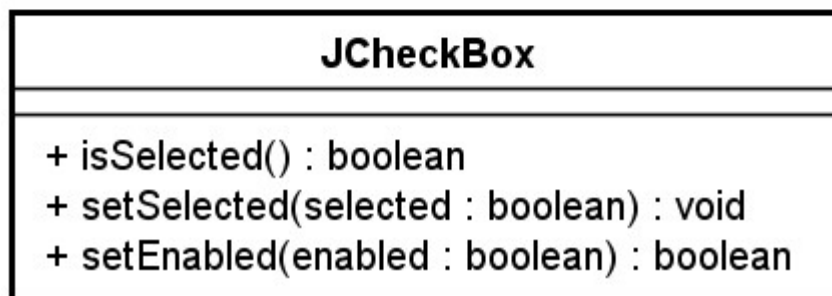 JCheckBox
+ isSelected() : boolean
+ setSelected(selected : boolean) : void
+ setEnabled(enabled : boolean) : boolean